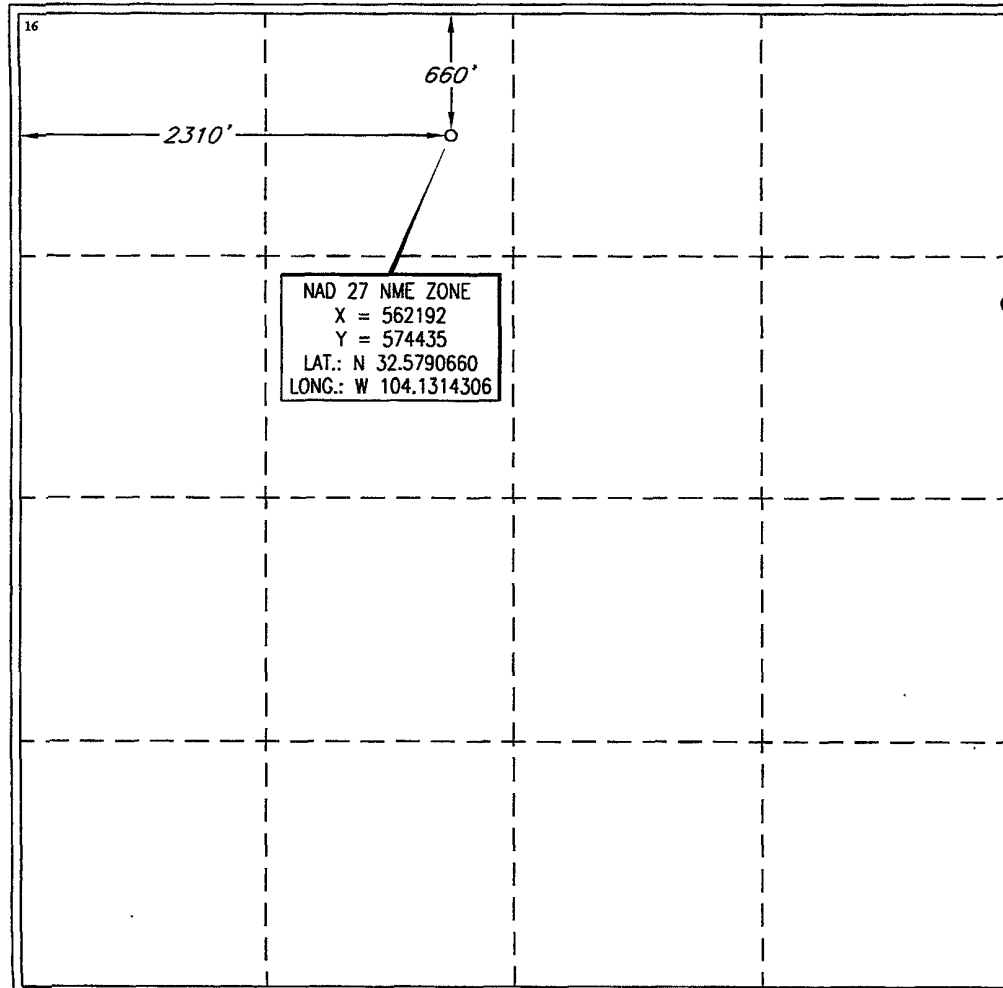 16
660'
2310'
NAD 27 NME ZONE
X = 562192
Y = 574435
LAT.: N 32.5790660
LONG.: W 104.1314306